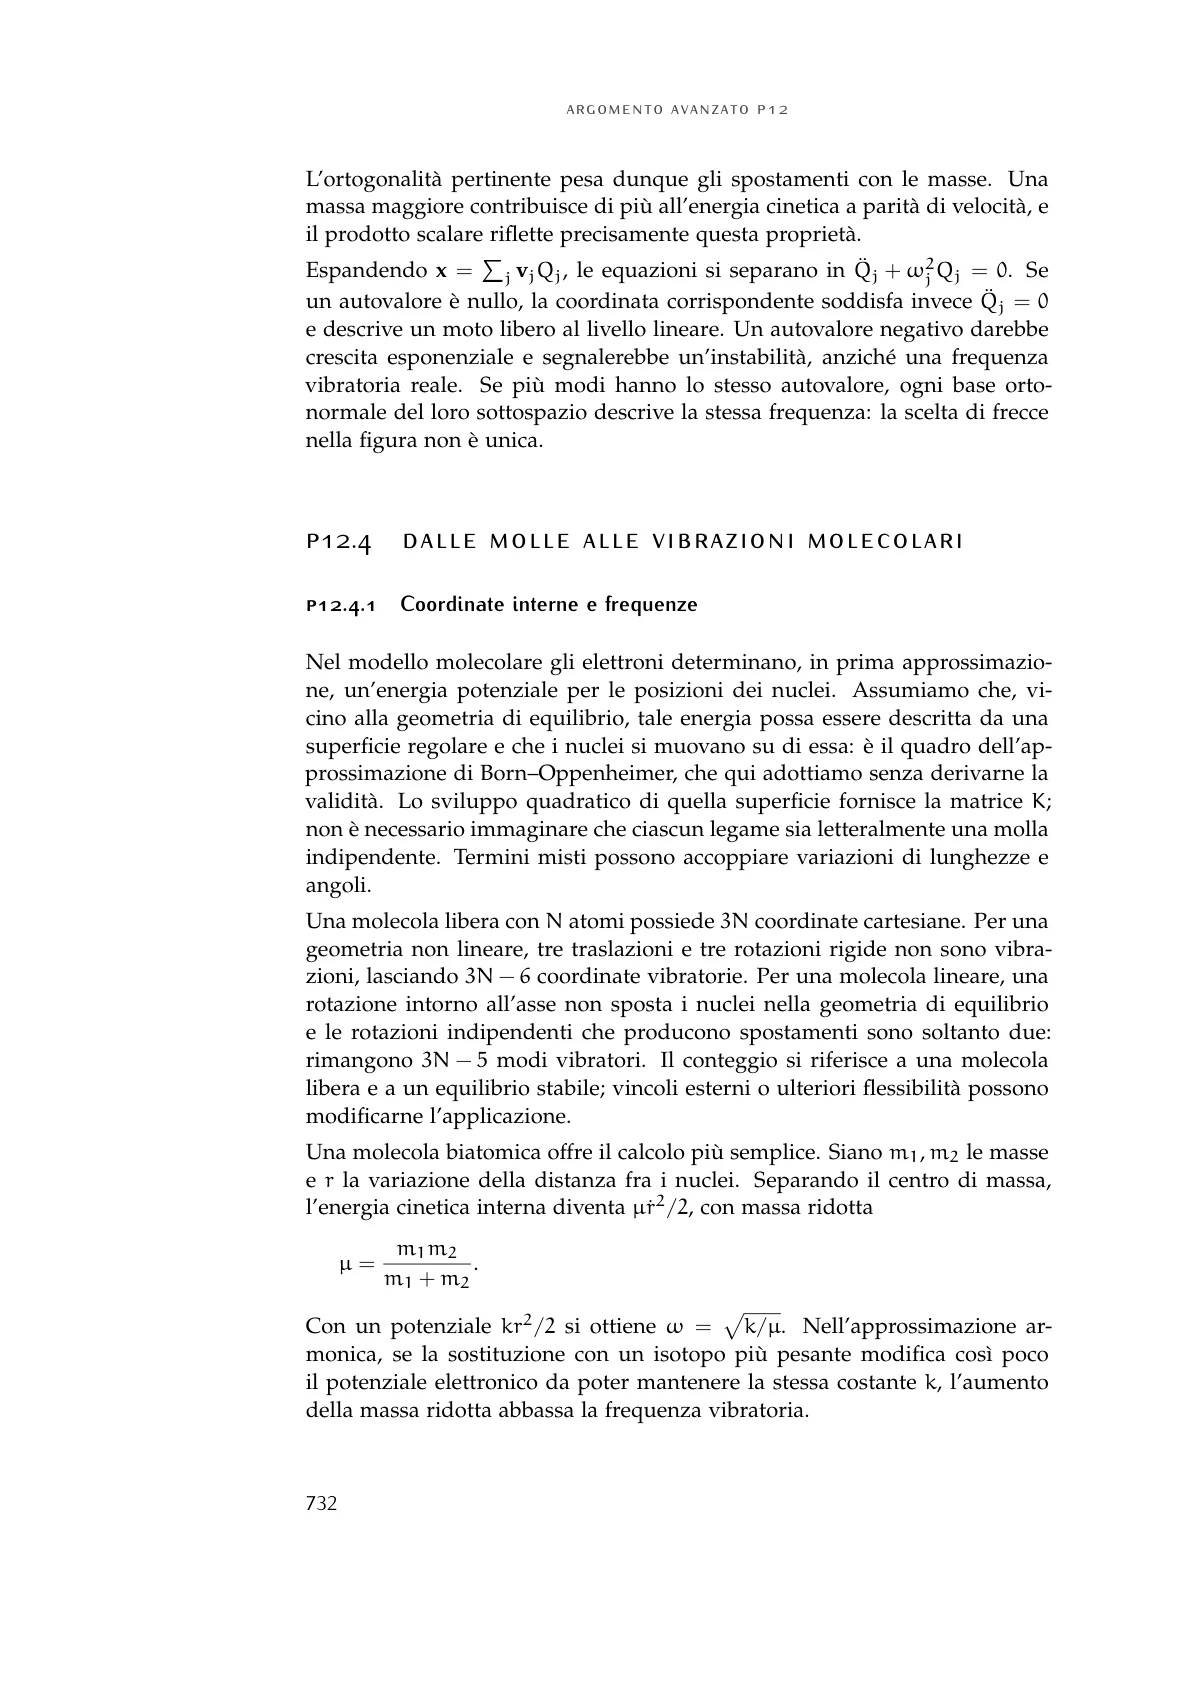 ARGOMENTO AVANZATO P12
L'ortogonalità pertinente pesa dunque gli spostamenti con le masse. Una
massa maggiore contribuisce di più all'energia cinetica a parità di velocità, e
il prodotto scalare riflette precisamente questa proprietà.
Espandendo x = ∑ⱼ vⱼQⱼ, le equazioni si separano in Q̈ⱼ + ωⱼ²Qⱼ = 0. Se
un autovalore è nullo, la coordinata corrispondente soddisfa invece Q̈ⱼ = 0
e descrive un moto libero al livello lineare. Un autovalore negativo darebbe
crescita esponenziale e segnalerebbe un'instabilità, anziché una frequenza
vibratoria reale. Se più modi hanno lo stesso autovalore, ogni base orto-
normale del loro sottospazio descrive la stessa frequenza: la scelta di frecce
nella figura non è unica.
P12.4 DALLE MOLLE ALLE VIBRAZIONI MOLECOLARI
P12.4.1 Coordinate interne e frequenze
Nel modello molecolare gli elettroni determinano, in prima approssimazio-
ne, un'energia potenziale per le posizioni dei nuclei. Assumiamo che, vi-
cino alla geometria di equilibrio, tale energia possa essere descritta da una
superficie regolare e che i nuclei si muovano su di essa: è il quadro dell'ap-
prossimazione di Born–Oppenheimer, che qui adottiamo senza derivarne la
validità. Lo sviluppo quadratico di quella superficie fornisce la matrice K;
non è necessario immaginare che ciascun legame sia letteralmente una molla
indipendente. Termini misti possono accoppiare variazioni di lunghezze e
angoli.
Una molecola libera con N atomi possiede 3N coordinate cartesiane. Per una
geometria non lineare, tre traslazioni e tre rotazioni rigide non sono vibra-
zioni, lasciando 3N − 6 coordinate vibratorie. Per una molecola lineare, una
rotazione intorno all'asse non sposta i nuclei nella geometria di equilibrio
e le rotazioni indipendenti che producono spostamenti sono soltanto due:
rimangono 3N − 5 modi vibratori. Il conteggio si riferisce a una molecola
libera e a un equilibrio stabile; vincoli esterni o ulteriori flessibilità possono
modificarne l'applicazione.
Una molecola biatomica offre il calcolo più semplice. Siano m₁, m₂ le masse
e r la variazione della distanza fra i nuclei. Separando il centro di massa,
l'energia cinetica interna diventa μṙ²/2, con massa ridotta
μ = m₁m₂ / (m₁ + m₂).
Con un potenziale kr²/2 si ottiene ω = √(k/μ). Nell'approssimazione ar-
monica, se la sostituzione con un isotopo più pesante modifica così poco
il potenziale elettronico da poter mantenere la stessa costante k, l'aumento
della massa ridotta abbassa la frequenza vibratoria.
732